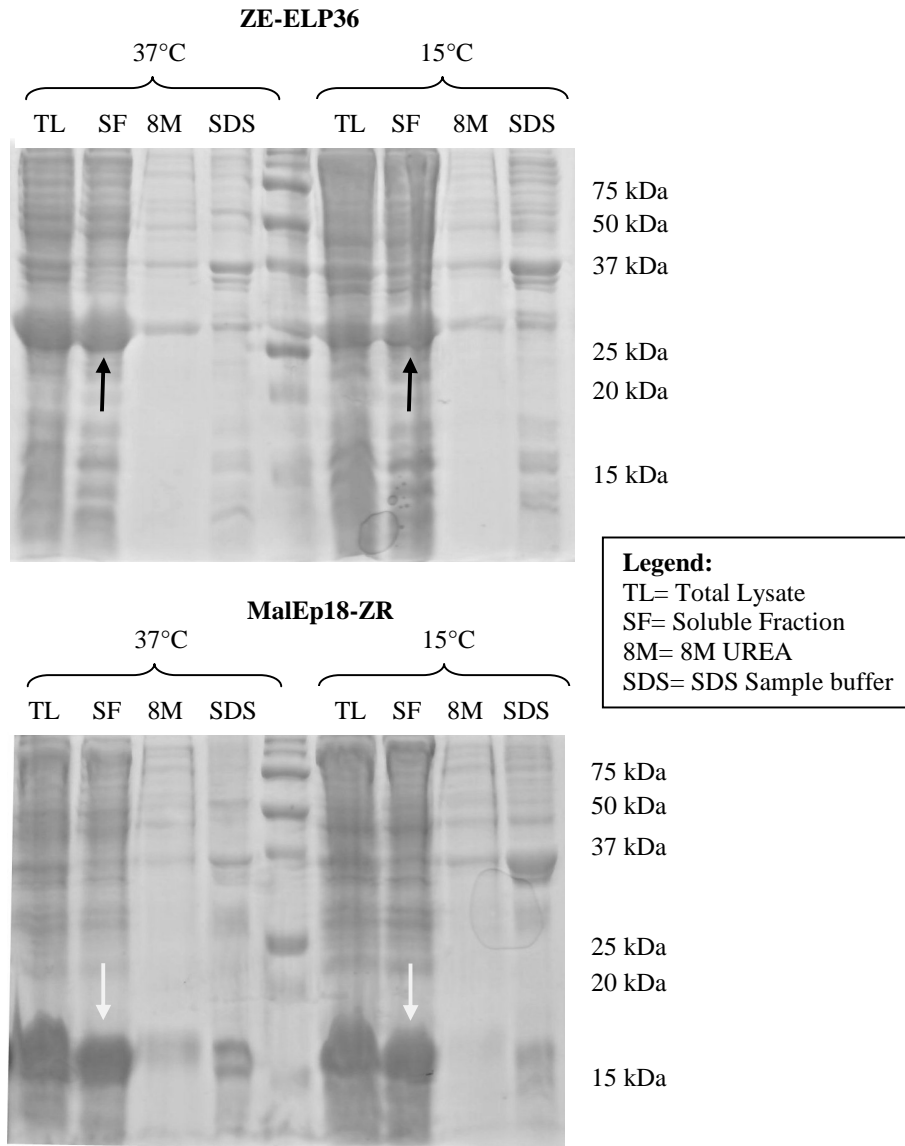 ZE-ELP36
37°C 15°C
TL SF 8M SDS TL SF 8M SDS
75 kDa
50 kDa
37 kDa
25 kDa
20 kDa
15 kDa
Legend:
TL= Total Lysate
SF= Soluble Fraction
8M= 8M UREA
SDS= SDS Sample buffer
MalEp18-ZR
37°C 15°C
TL SF 8M SDS TL SF 8M SDS
75 kDa
50 kDa
37 kDa
25 kDa
20 kDa
15 kDa